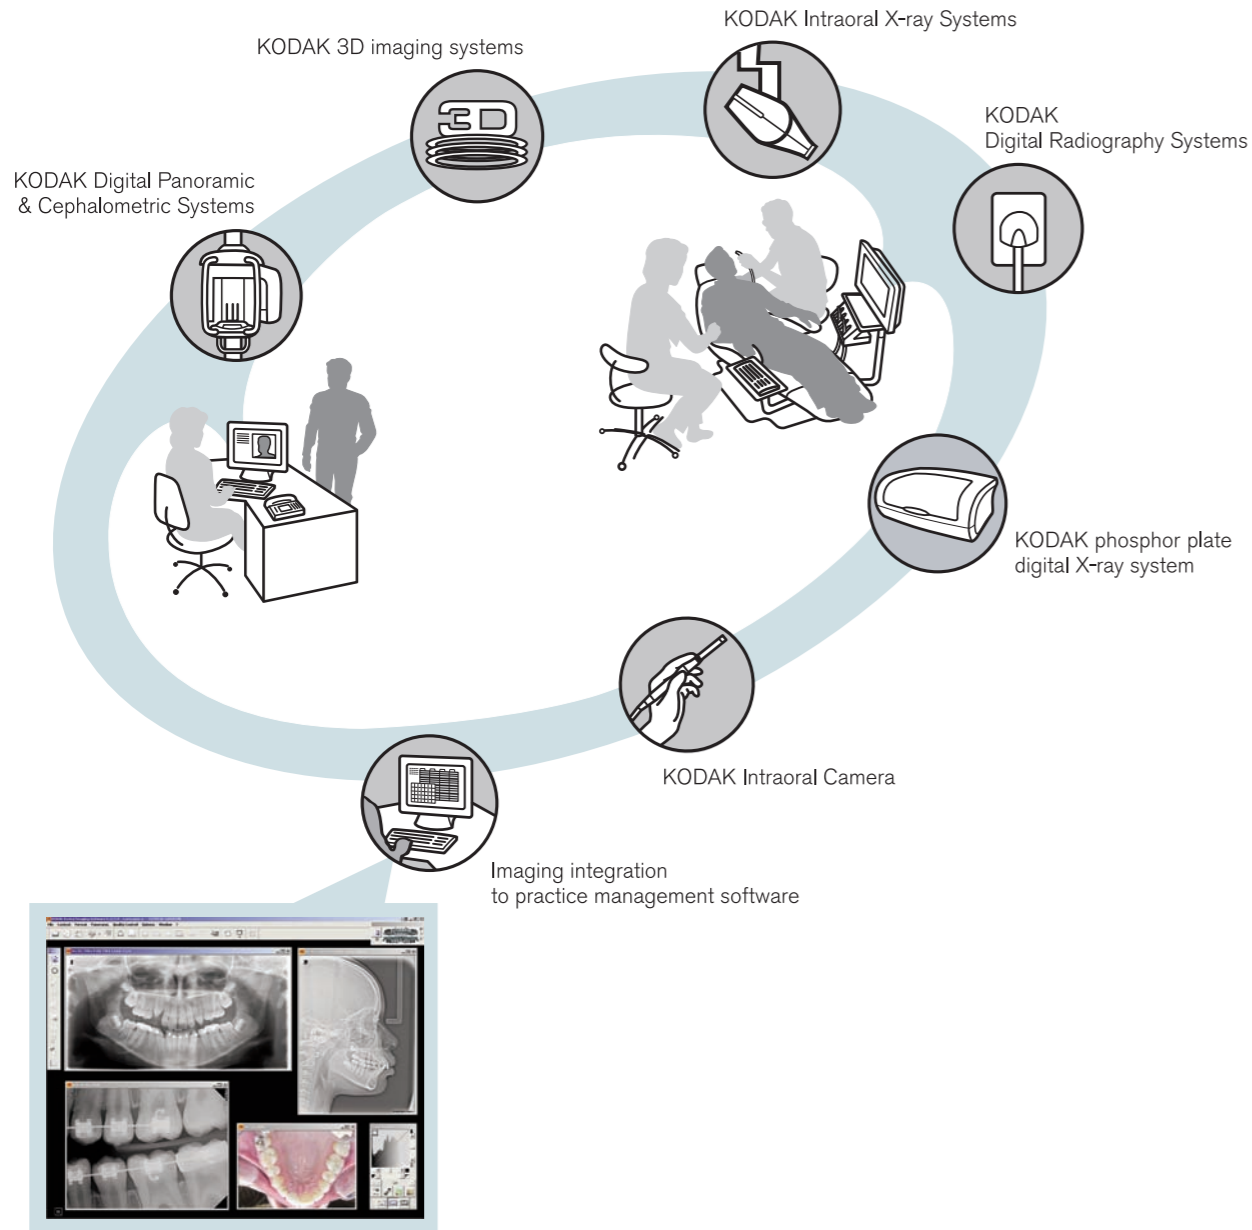 KODAK Intraoral X-ray Systems
KODAK 3D imaging systems
KODAK
Digital Radiography Systems
KODAK Digital Panoramic
& Cephalometric Systems
3D
KODAK phosphor plate
digital X-ray system
KODAK Intraoral Camera
Imaging integration
to practice management software